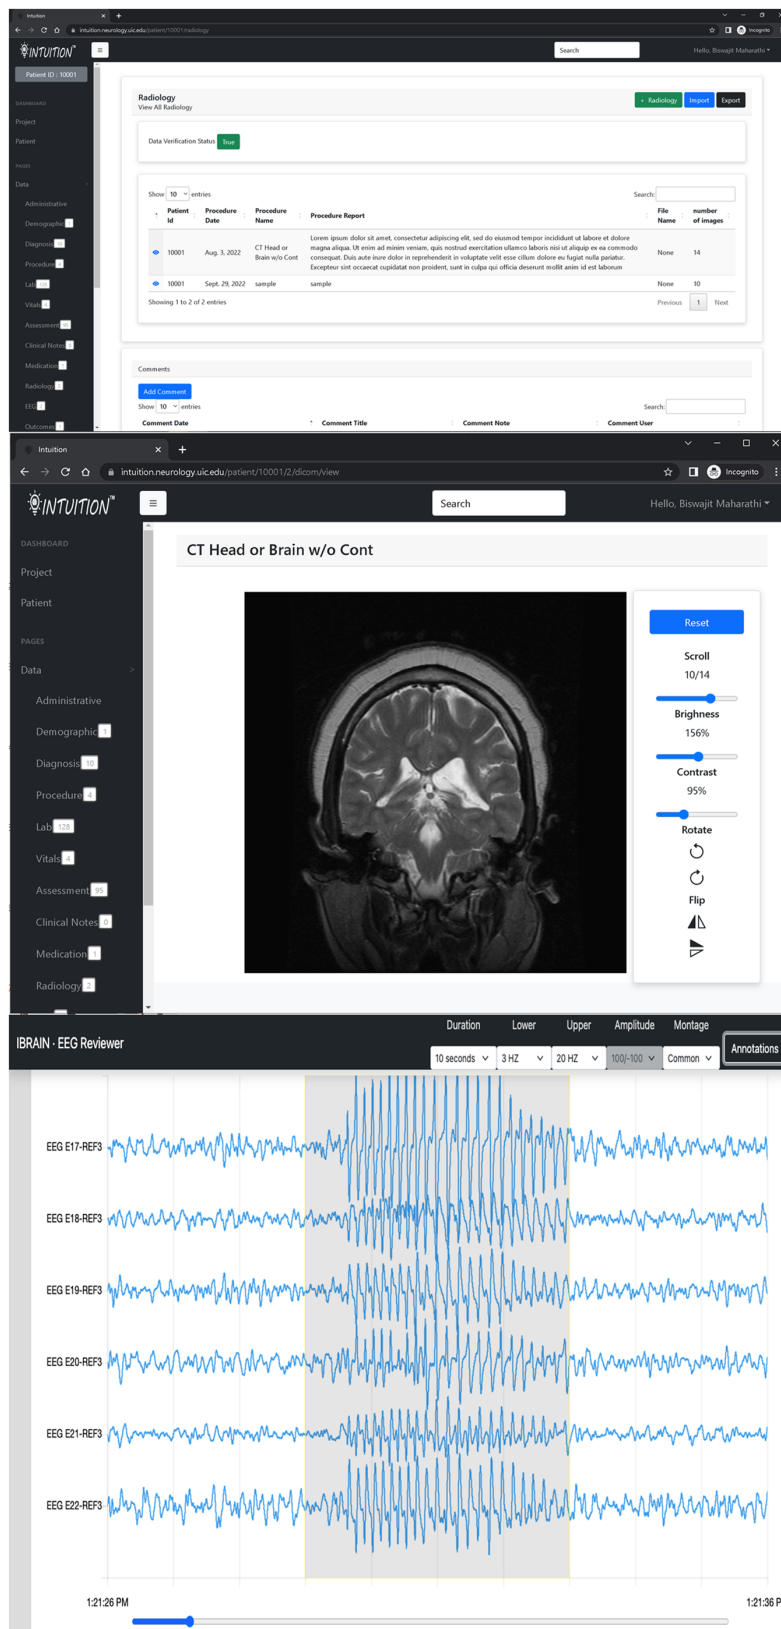 Intuition
intuition.neurology.uic.edu/patient/10001/radiology
Incognito
INTUITION™
Search
Hello, Biswajit Maharathi
Patient ID : 10001
DASHBOARD
Project
Patient
PAGES
Data
Administrative
Demographic
Diagnosis
Procedure
Lab
Vitals
Assessment
Clinical Notes
Medication
Radiology
EEG
Outcomes
Radiology
View All Radiology
+ Radiology
Import
Export
Data Verification Status True
Show 10 entries
Search:
Patient Id
Procedure Date
Procedure Name
Procedure Report
File Name
number of images
10001
Aug. 3, 2022
CT Head or Brain w/o Cont
Lorem ipsum dolor sit amet, consectetur adipiscing elit, sed do eiusmod tempor incididunt ut labore et dolore
magna aliqua. Ut enim ad minim veniam, quis nostrud exercitation ullamco laboris nisi ut aliquip ex ea commodo
consequat. Duis aute irure dolor in reprehenderit in voluptate velit esse cillum dolore eu fugiat nulla pariatur.
Excepteur sint occaecat cupidatat non proident, sunt in culpa qui officia deserunt mollit anim id est laborum
None
14
10001 Sept. 29, 2022 sample sample None 10
Showing 1 to 2 of 2 entries
Previous 1 Next
Comments
Add Comment
Show 10 entries
Search:
Comment Date
Comment Title
Comment Note
Comment User
Intuition
intuition.neurology.uic.edu/patient/10001/2/dicom/view
Incognito
INTUITION™
Search
Hello, Biswajit Maharathi
DASHBOARD
Project
Patient
PAGES
Data >
Administrative
Demographic 1
Diagnosis 10
Procedure 4
Lab 128
Vitals 4
Assessment 95
Clinical Notes 0
Medication 1
Radiology 2
CT Head or Brain w/o Cont
Reset
Scroll
10/14
Brighness
156%
Contrast
95%
Rotate
Flip
IBRAIN · EEG Reviewer
Duration Lower Upper Amplitude Montage
10 seconds 3 HZ 20 HZ 100/-100 Common Annotations
EEG E17-REF3
EEG E18-REF3
EEG E19-REF3
EEG E20-REF3
EEG E21-REF3
EEG E22-REF3
1:21:26 PM
1:21:36 P